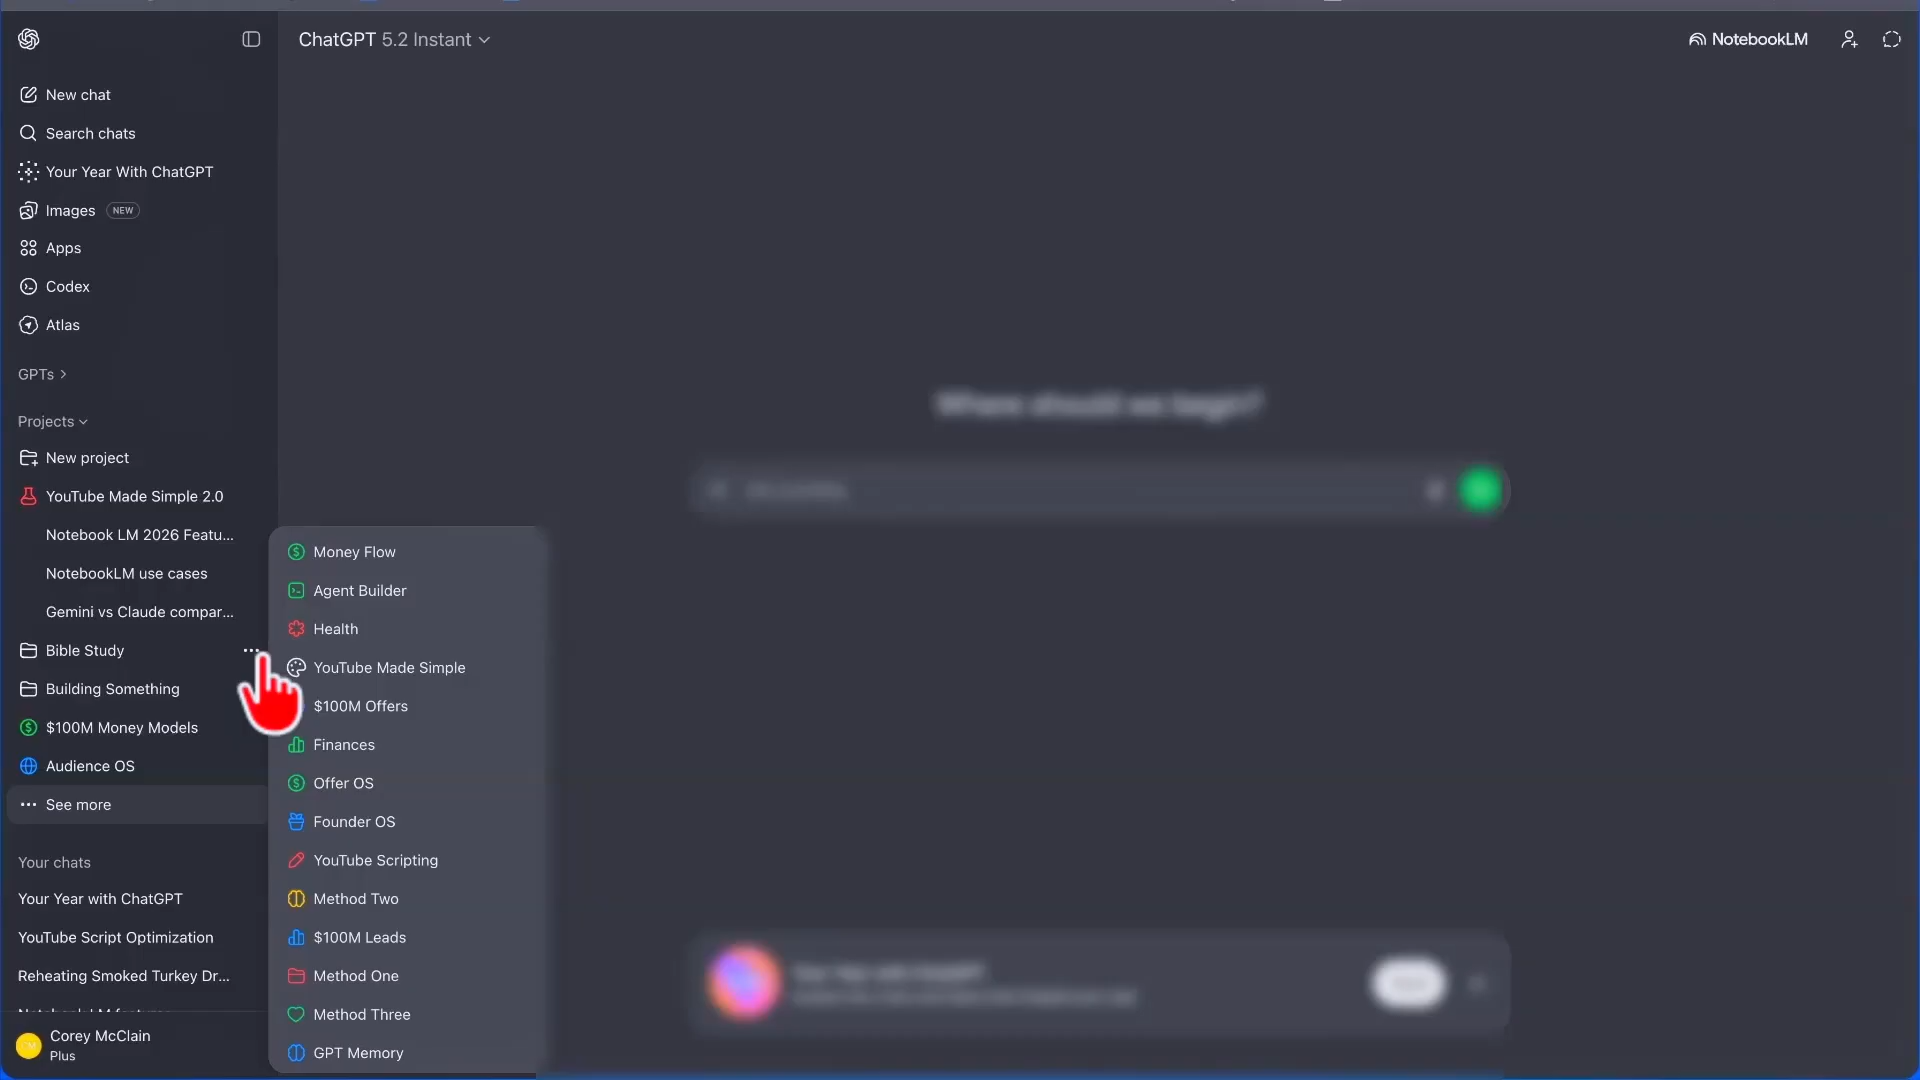 ChatGPT 5.2 Instant
NotebookLM
New chat
Search chats
Your Year With ChatGPT
Images NEW
Apps
Codex
Atlas
GPTs
Projects
New project
YouTube Made Simple 2.0
Notebook LM 2026 Featu...
NotebookLM use cases
Gemini vs Claude compar...
Bible Study
Building Something
$100M Money Models
Audience OS
See more
Your chats
Your Year with ChatGPT
YouTube Script Optimization
Reheating Smoked Turkey Dr...
Corey McClain
Plus
Money Flow
Agent Builder
Health
YouTube Made Simple
$100M Offers
Finances
Offer OS
Founder OS
YouTube Scripting
Method Two
$100M Leads
Method One
Method Three
GPT Memory
Where should we begin?